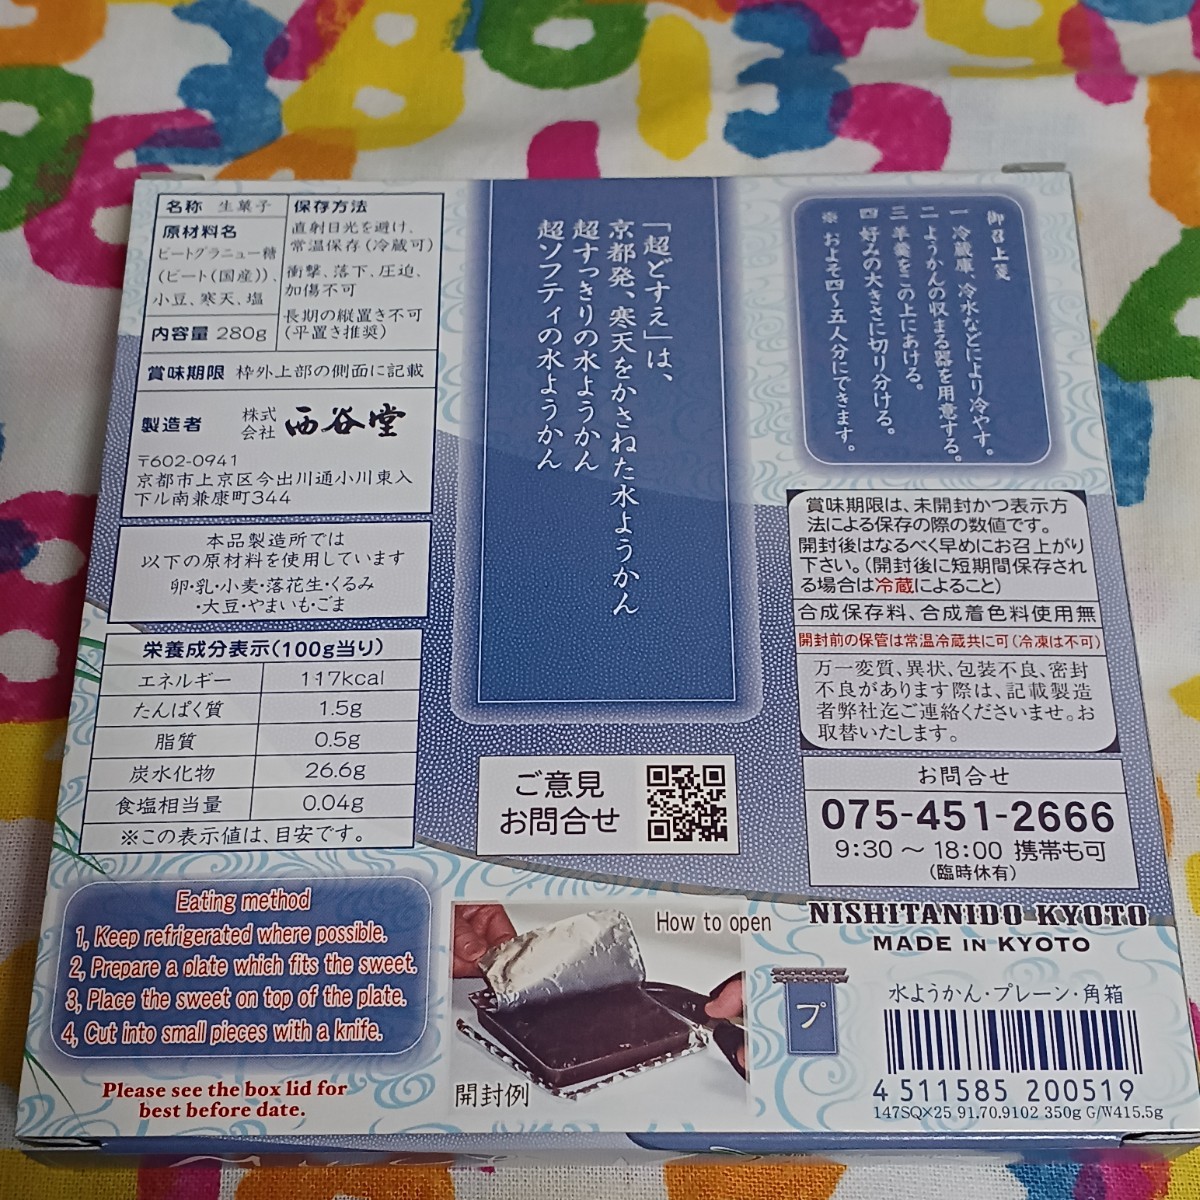 名称 生菓子
原材料名
ビートグラニュー糖
(ビート(国産))、
小豆、寒天、塩
内容量 280g
保存方法
直射日光を避け、
常温保存(冷蔵可)
衝撃、落下、圧迫、
加傷不可
長期の縦置き不可
(平置き推奨)
賞味期限 枠外上部の側面に記載
製造者 株式会社 西谷堂
〒602-0941
京都市上京区今出川通小川東入
下ル南兼康町344
本品製造所では
以下の原材料を使用しています
卵・乳・小麦・落花生・くるみ
・大豆・やまいも・ごま
栄養成分表示(100g当り)
エネルギー 117kcal
たんぱく質 1.5g
脂質 0.5g
炭水化物 26.6g
食塩相当量 0.04g
※この表示値は、目安です。
「超どすえ」は、
京都発、寒天をかさねた水ようかん
超すっきりの水ようかん
超ソフティの水ようかん
御召上箋
一 冷蔵庫、冷水などにより冷やす。
二 ようかんの収まる器を用意する。
三 羊羹をこの上にあける。
四 好みの大きさに切り分ける。
※ およそ四〜五人分にできます。
賞味期限は、未開封かつ表示方
法による保存の際の数値です。
開封後はなるべく早めにお召上がり
下さい。(開封後に短期間保存され
る場合は冷蔵によること)
合成保存料、合成着色料使用無
開封前の保管は常温冷蔵共に可(冷凍は不可)
万一変質、異状、包装不良、密封
不良があります際は、記載製造
者弊社迄ご連絡くださいませ。お
取替いたします。
ご意見
お問合せ
お問合せ
075-451-2666
9:30 〜 18:00 携帯も可
(臨時休有)
Eating method
1, Keep refrigerated where possible.
2, Prepare a plate which fits the sweet.
3, Place the sweet on top of the plate.
4, Cut into small pieces with a knife.
Please see the box lid for
best before date.
How to open
開封例
NISHITANIDO KYOTO
MADE IN KYOTO
プ
水ようかん・プレーン・角箱
4 511585 200519
147SQ×25 91.70.9102 350g G/W415.5g